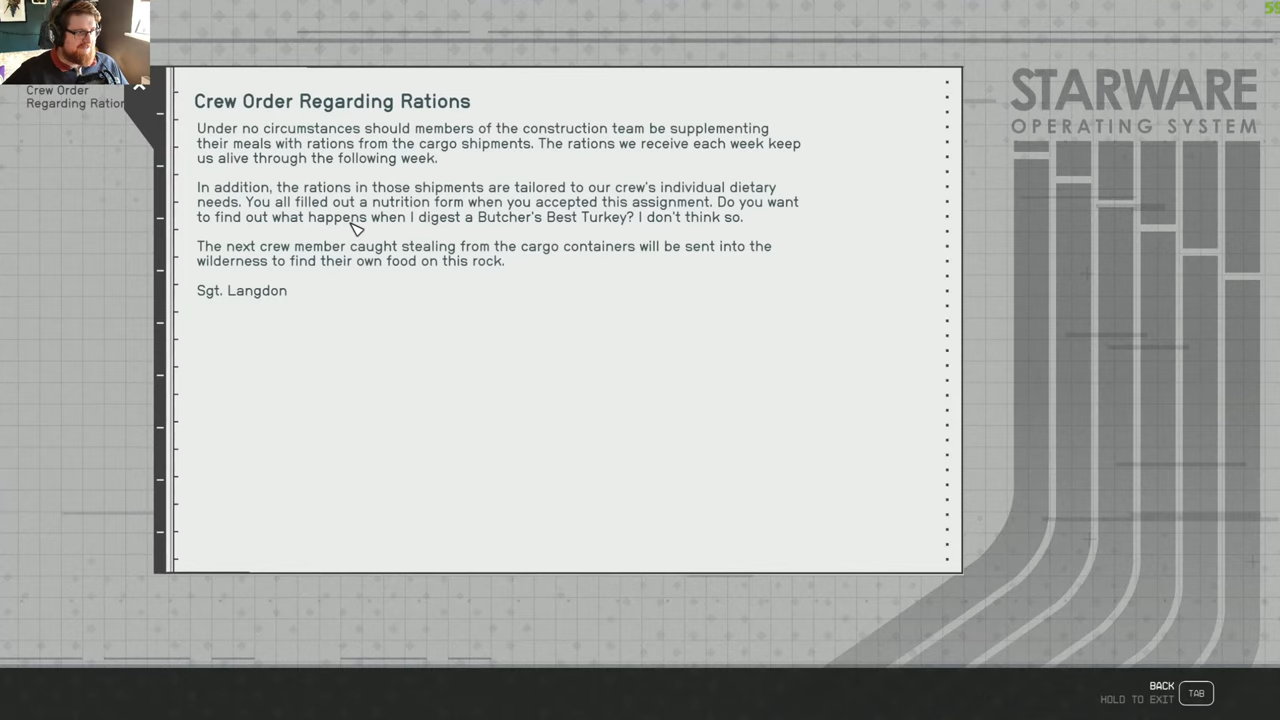 59
Crew Order
Regarding Ration
STARWARE
OPERATING SYSTEM
Crew Order Regarding Rations
Under no circumstances should members of the construction team be supplementing
their meals with rations from the cargo shipments. The rations we receive each week keep
us alive through the following week.
In addition, the rations in those shipments are tailored to our crew's individual dietary
needs. You all filled out a nutrition form when you accepted this assignment. Do you want
to find out what happens when I digest a Butcher's Best Turkey? I don't think so.
The next crew member caught stealing from the cargo containers will be sent into the
wilderness to find their own food on this rock.
Sgt. Langdon
BACK
HOLD TO EXIT
TAB